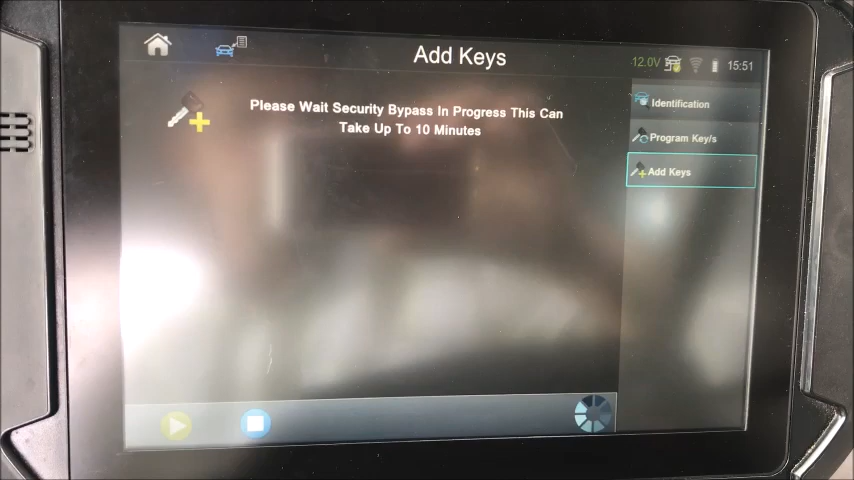 Add Keys
12.0V
15:51
Please Wait Security Bypass In Progress This Can
Take Up To 10 Minutes
Identification
Program Key/s
Add Keys